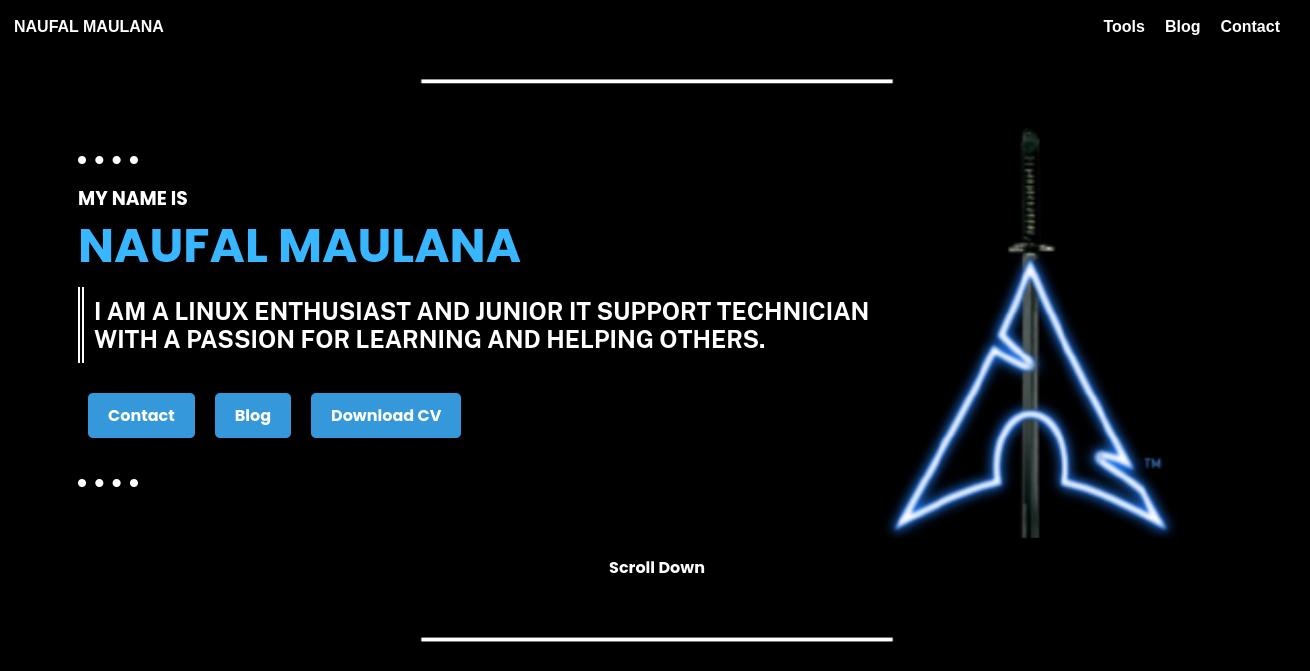 NAUFAL MAULANA
Tools Blog Contact
MY NAME IS
NAUFAL MAULANA
I AM A LINUX ENTHUSIAST AND JUNIOR IT SUPPORT TECHNICIAN
WITH A PASSION FOR LEARNING AND HELPING OTHERS.
Contact Blog Download CV
TM
Scroll Down